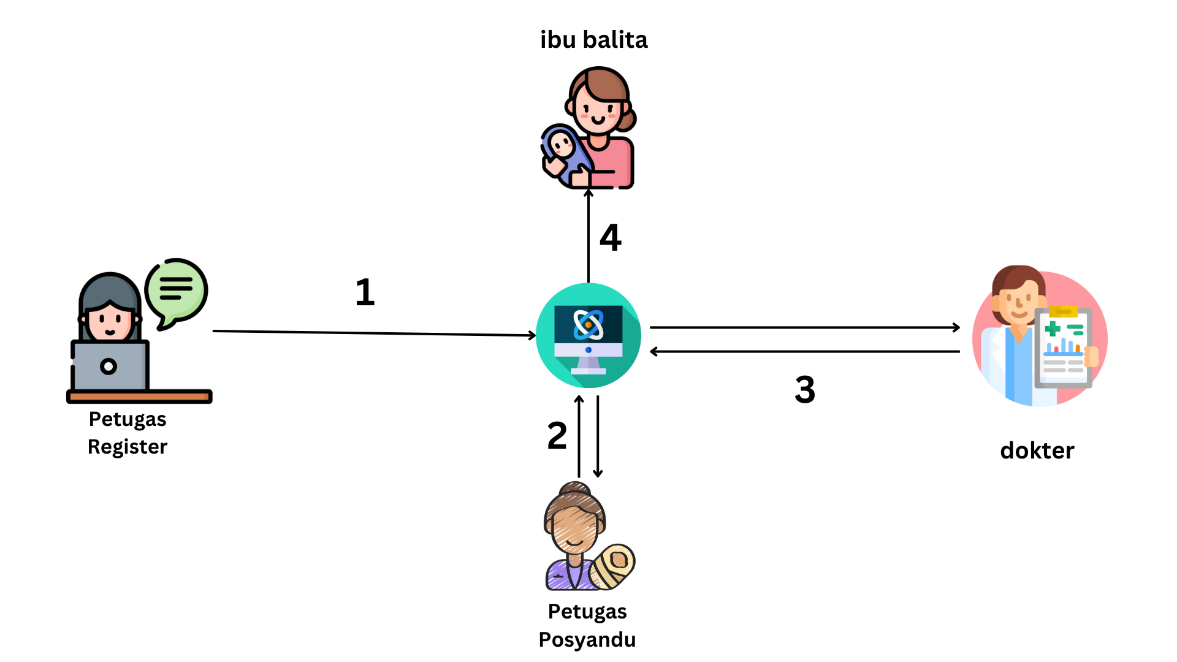 ibu balita
4
1
Petugas
Register
3
dokter
2
Petugas
Posyandu